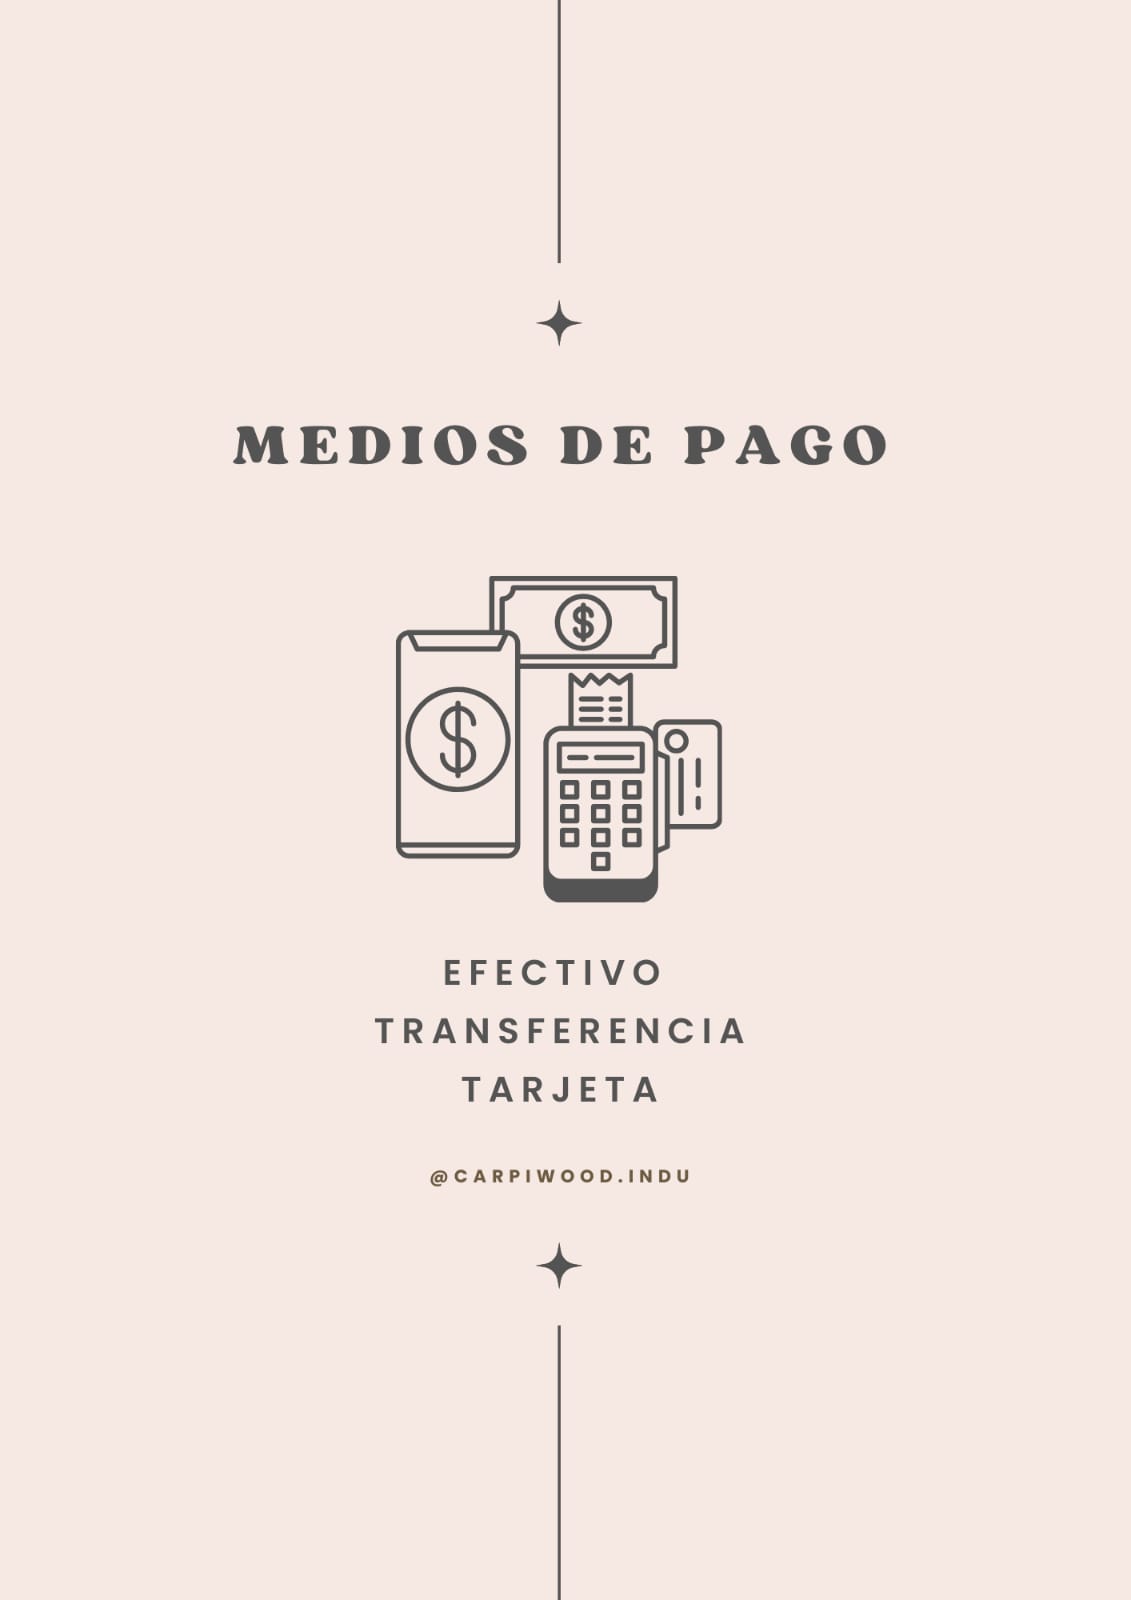 MEDIOS DE PAGO
$
$
EFECTIVO
TRANSFERENCIA
TARJETA
@CARPIWOOD.INDU